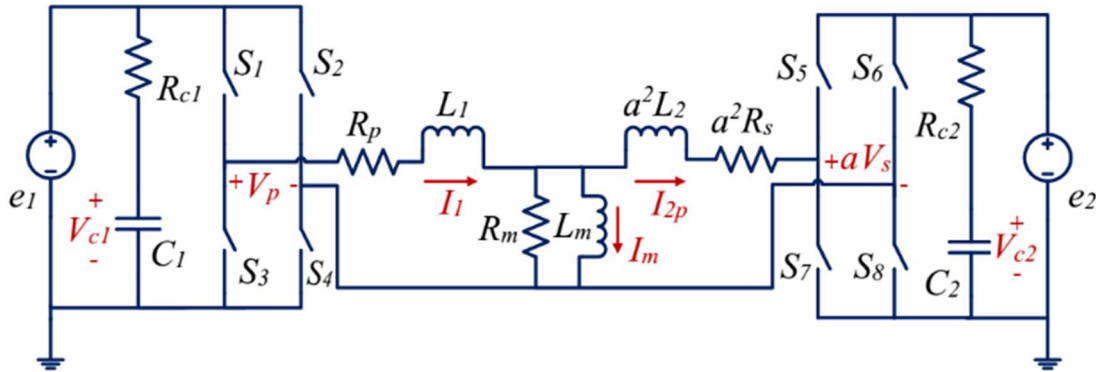 S1
S2
S5
S6
Rc1
L1
a²L2
a²Rs
Rp
Rc2
+
-
+
-
e1
+
Vc1
-
+Vp -
I1
Rm
Lm
Im
I2p
+aVs
-
e2
+
Vc2
-
C1
S3
S4
S7
S8
C2